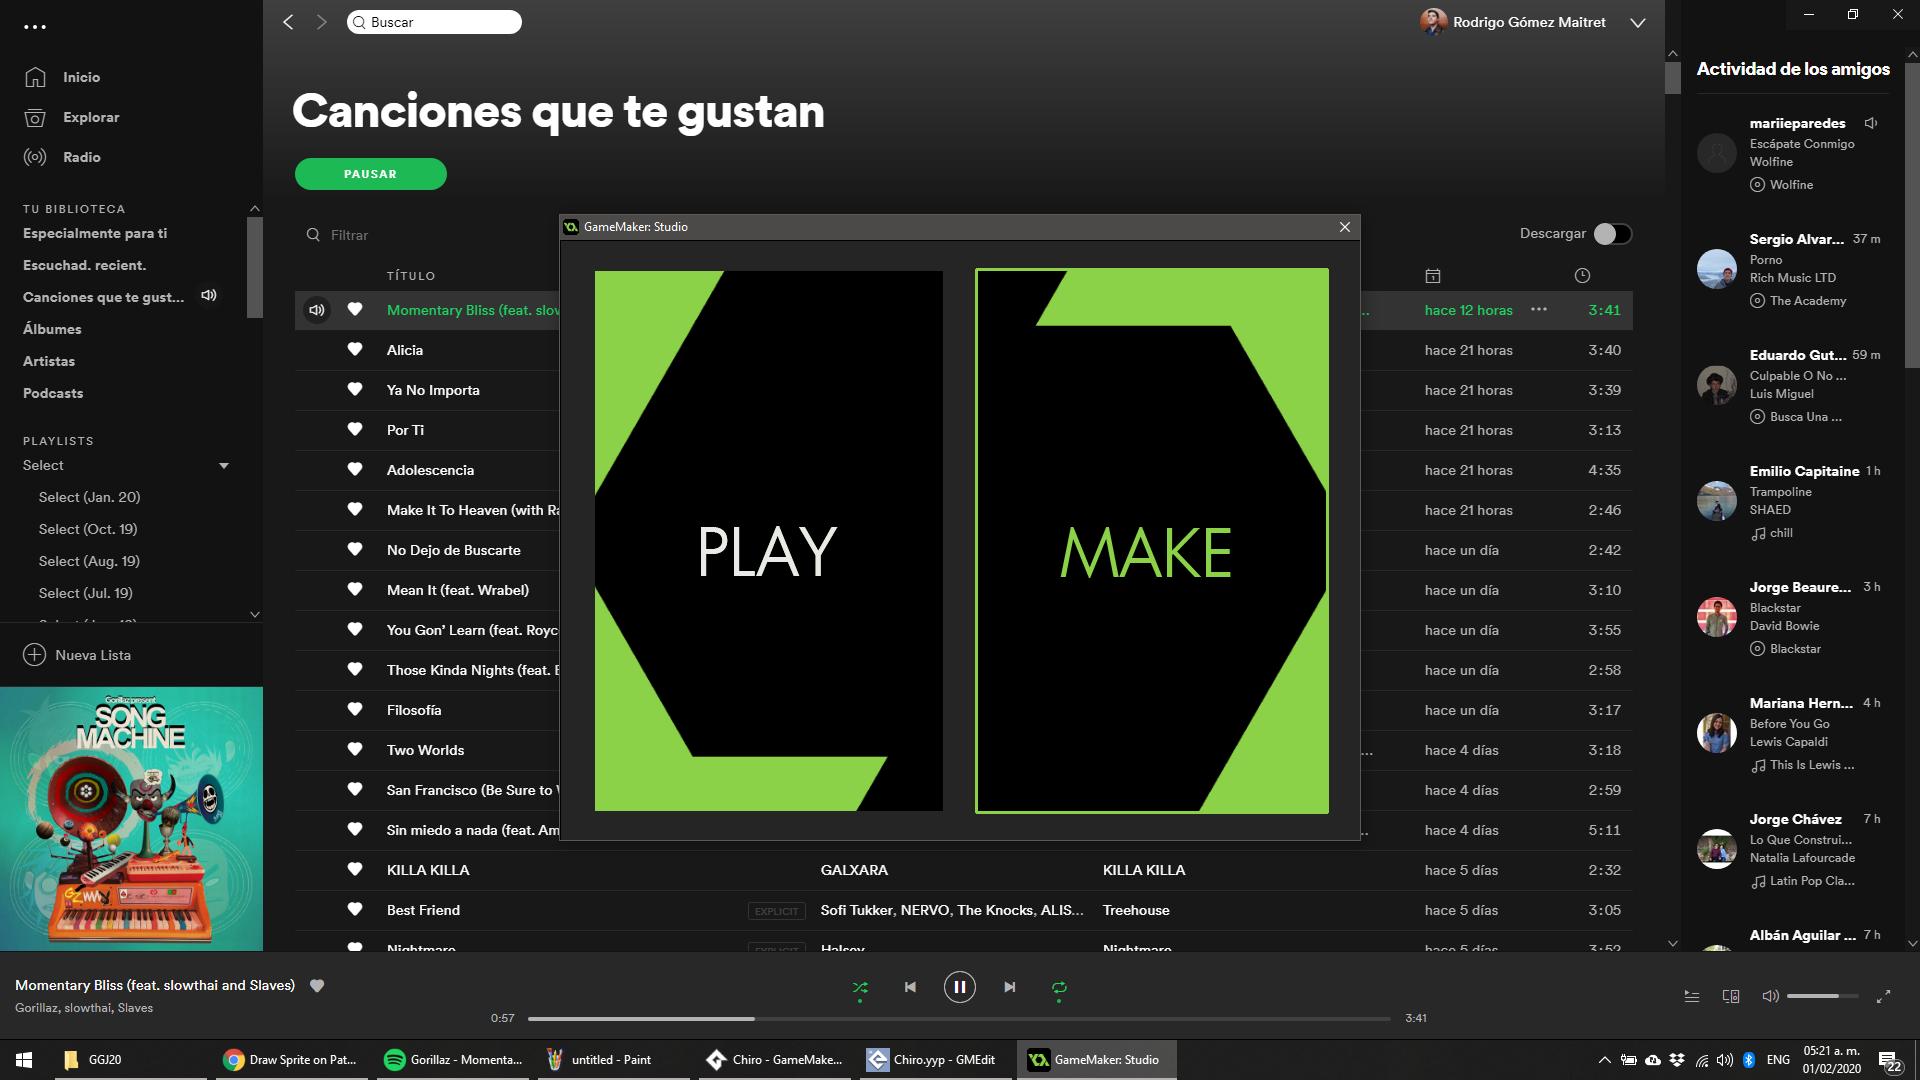 Buscar
Rodrigo Gómez Maitret
Inicio
Explorar
Radio
TU BIBLIOTECA
Especialmente para ti
Escuchad. recient.
Canciones que te gust...
Álbumes
Artistas
Podcasts
PLAYLISTS
Select
Select (Jan. 20)
Select (Oct. 19)
Select (Aug. 19)
Select (Jul. 19)
Nueva Lista
Gorillaz present
SONG
MACHINE
Canciones que te gustan
PAUSAR
Filtrar
Descargar
TÍTULO
Momentary Bliss (feat. slow ... hace 12 horas ... 3:41
Alicia hace 21 horas 3:40
Ya No Importa hace 21 horas 3:39
Por Ti hace 21 horas 3:13
Adolescencia hace 21 horas 4:35
Make It To Heaven (with Ra hace 21 horas 2:46
No Dejo de Buscarte hace un día 2:42
Mean It (feat. Wrabel) hace un día 3:10
You Gon' Learn (feat. Royc hace un día 3:55
Those Kinda Nights (feat. E hace un día 2:58
Filosofía hace un día 3:17
Two Worlds ... hace 4 días 3:18
San Francisco (Be Sure to W hace 4 días 2:59
Sin miedo a nada (feat. Am ... hace 4 días 5:11
KILLA KILLA GALXARA KILLA KILLA hace 5 días 2:32
Best Friend EXPLICIT Sofi Tukker, NERVO, The Knocks, ALIS... Treehouse hace 5 días 3:05
Nightmare EXPLICIT Halsey Nightmare hace 5 días 3:52
GameMaker: Studio
PLAY
MAKE
Actividad de los amigos
mariieparedes
Escápate Conmigo
Wolfine
Wolfine
Sergio Alvar... 37 m
Porno
Rich Music LTD
The Academy
Eduardo Gut... 59 m
Culpable O No ...
Luis Miguel
Busca Una ...
Emilio Capitaine 1 h
Trampoline
SHAED
chill
Jorge Beaure... 3 h
Blackstar
David Bowie
Blackstar
Mariana Hern... 4 h
Before You Go
Lewis Capaldi
This Is Lewis ...
Jorge Chávez 7 h
Lo Que Construi...
Natalia Lafourcade
Latin Pop Cla...
Albán Aguilar ... 7 h
Momentary Bliss (feat. slowthai and Slaves)
Gorillaz, slowthai, Slaves
0:57
3:41
GGJ20
Draw Sprite on Pat...
Gorillaz - Momenta...
untitled - Paint
Chiro - GameMake...
Chiro.yyp - GMEdit
GameMaker: Studio
ENG
05:21 a. m.
01/02/2020
22